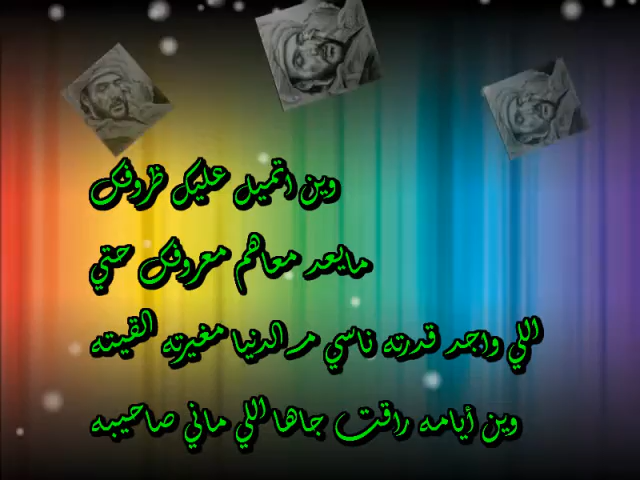 وين اتميل عليك ظروفك
مايعد معاهم معروفك حتي
اللي واجد قدرته ناسي مر الدنيا مغيرته القيته
وين أيامه راقت جاها اللي ماني صاحيبه